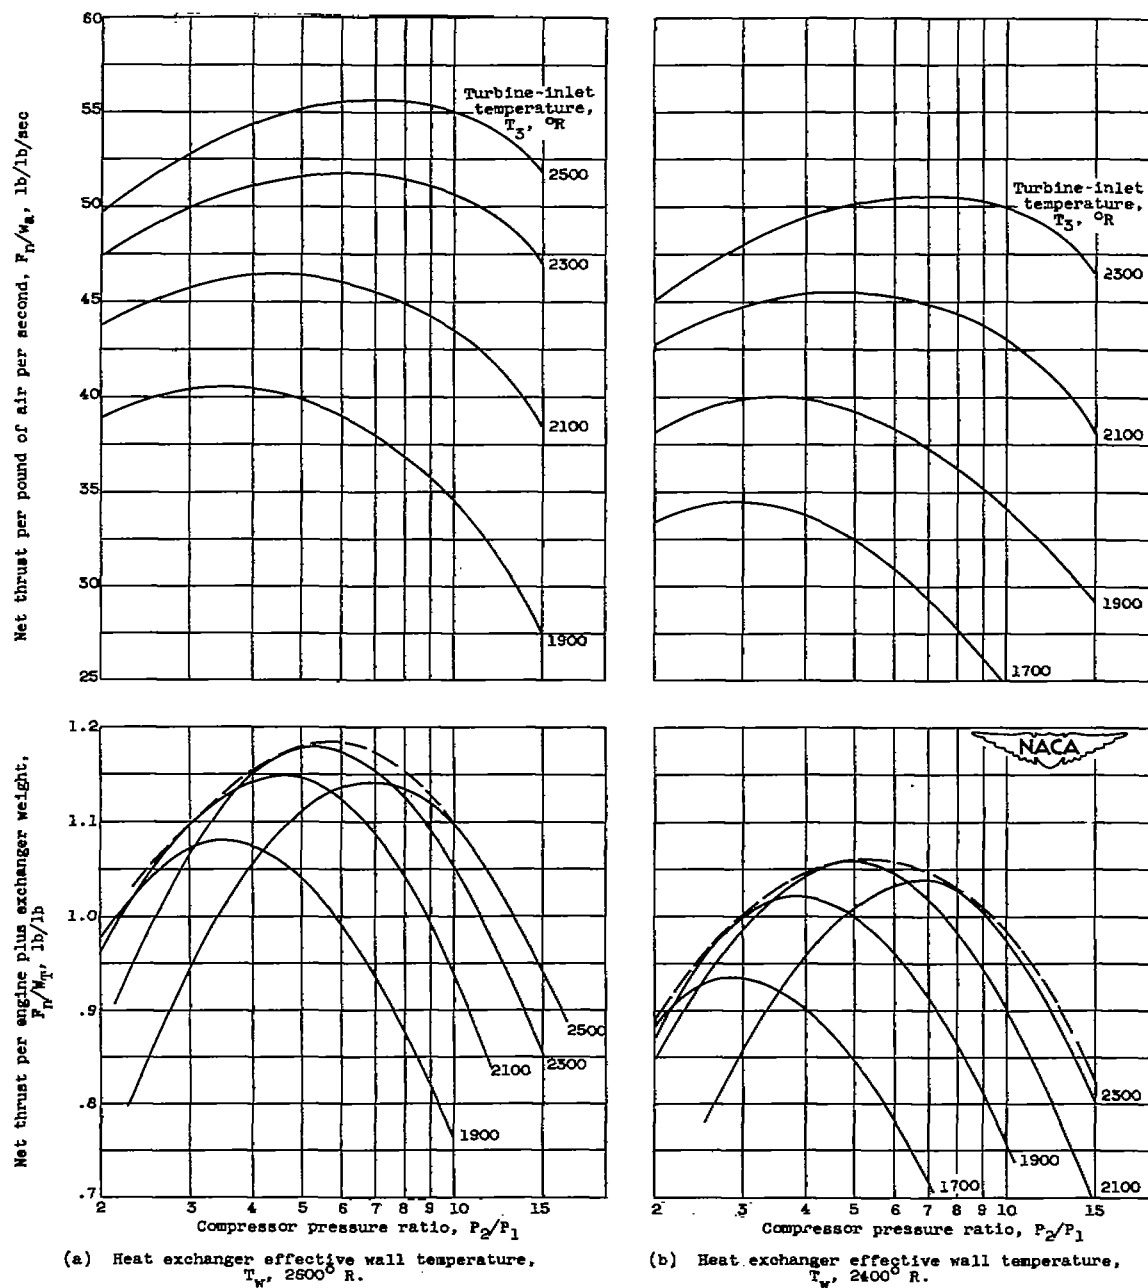 Net thrust per pound of air per second, Fn/Wa, lb/lb/sec
60
55
50
45
40
35
30
25
Turbine-inlet
temperature,
T3, °R
2500
2300
2100
1900
Turbine-inlet
temperature,
T3, °R
2300
2100
1900
1700
Net thrust per engine plus exchanger weight,
Fn/WT, lb/lb
1.2
1.1
1.0
.9
.8
.7
2500
2300
2100
1900
2 3 4 5 6 7 8 9 10 15
Compressor pressure ratio, P2/P1
(a) Heat exchanger effective wall temperature,
Tw, 2600° R.
NACA
2300
1900
1700
2100
2 3 4 5 6 7 8 9 10 15
Compressor pressure ratio, P2/P1
(b) Heat exchanger effective wall temperature,
Tw, 2400° R.